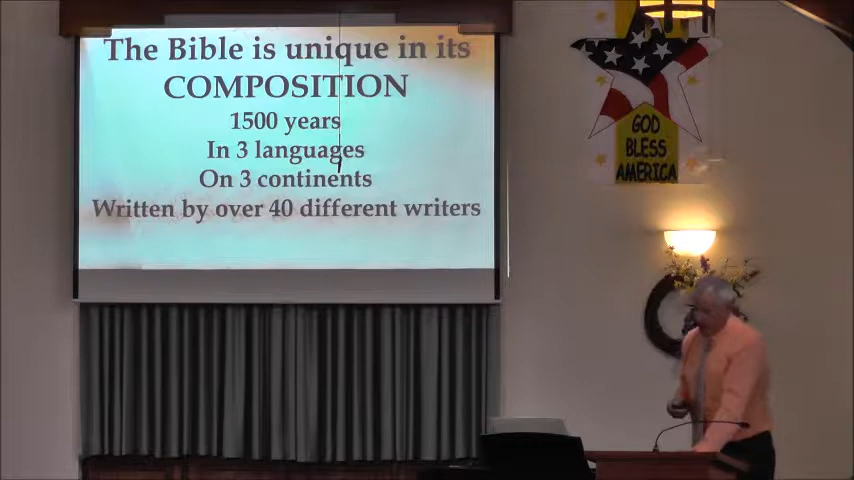 The Bible is unique in its
COMPOSITION
1500 years
In 3 languages
On 3 continents
Written by over 40 different writers
GOD
BLESS
AMERICA